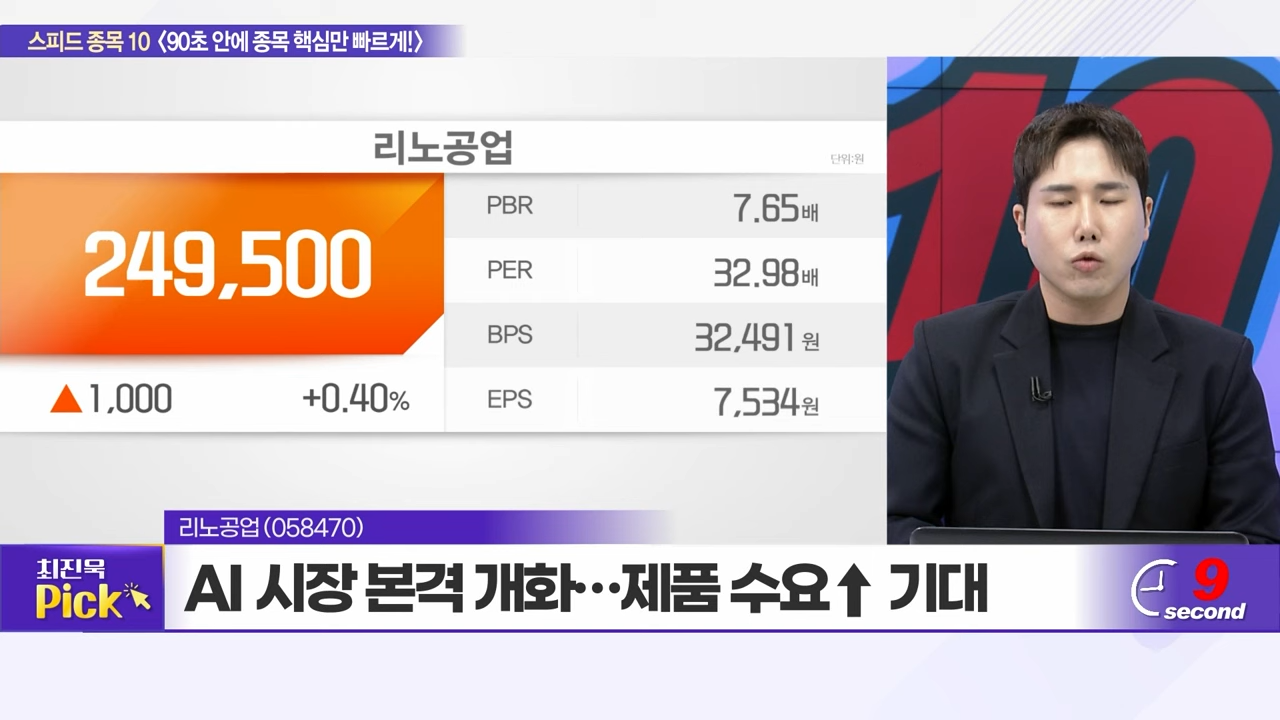 스피드 종목 10 〈90초 안에 종목 핵심만 빠르게!〉
리노공업
단위:원
249,500
▲1,000 +0.40%
PBR 7.65배
PER 32.98배
BPS 32,491원
EPS 7,534원
10
리노공업(058470)
최진욱
Pick
AI 시장 본격 개화…제품 수요⬆ 기대
9
second